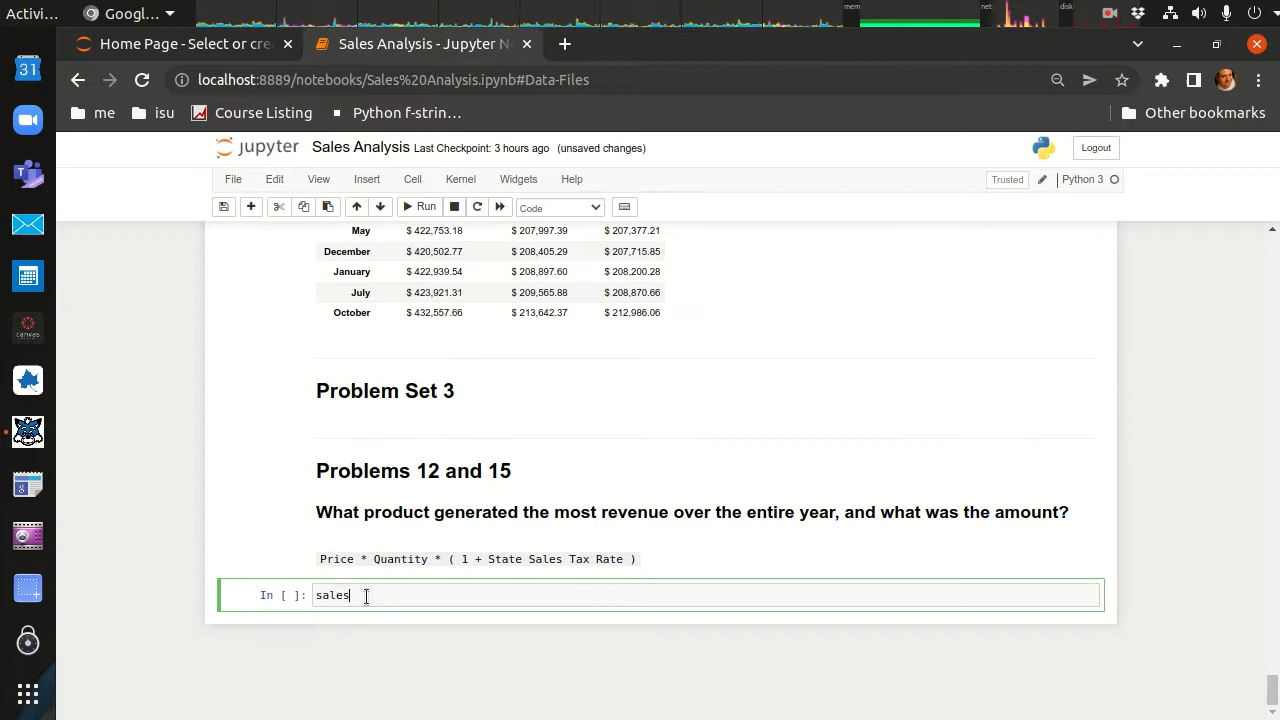 Activi...
Googl...
mem
net
disk
31
Home Page - Select or cre
Sales Analysis - Jupyter N
localhost:8889/notebooks/Sales%20Analysis.ipynb#Data-Files
me
isu
Course Listing
Python f-strin...
Other bookmarks
jupyter
Sales Analysis Last Checkpoint: 3 hours ago (unsaved changes)
Logout
File Edit View Insert Cell Kernel Widgets Help
Trusted
Python 3
Run
Code
canvas
May $ 422,753.18 $ 207,997.39 $ 207,377.21
December $ 420,502.77 $ 208,405.29 $ 207,715.85
January $ 422,939.54 $ 208,897.60 $ 208,200.28
July $ 423,921.31 $ 209,565.88 $ 208,870.66
October $ 432,557.66 $ 213,642.37 $ 212,986.06
Problem Set 3
Problems 12 and 15
What product generated the most revenue over the entire year, and what was the amount?
Price * Quantity * ( 1 + State Sales Tax Rate )
In [ ]: sales